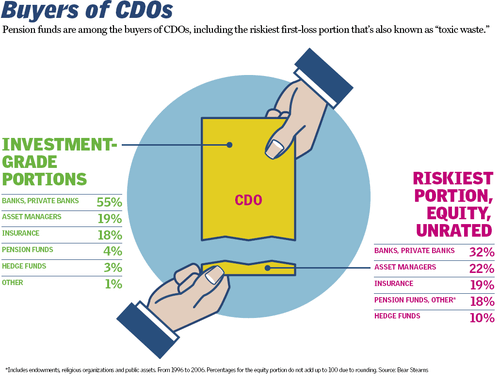 Buyers of CDOs
Pension funds are among the buyers of CDOs, including the riskiest first-loss portion that's also known as “toxic waste.”
INVESTMENT-
GRADE
PORTIONS
BANKS, PRIVATE BANKS 55%
ASSET MANAGERS 19%
INSURANCE 18%
PENSION FUNDS 4%
HEDGE FUNDS 3%
OTHER 1%
CDO
RISKIEST
PORTION,
EQUITY,
UNRATED
BANKS, PRIVATE BANKS 32%
ASSET MANAGERS 22%
INSURANCE 19%
PENSION FUNDS, OTHER* 18%
HEDGE FUNDS 10%
*Includes endowments, religious organizations and public assets. From 1996 to 2006. Percentages for the equity portion do not add up to 100 due to rounding. Source: Bear Stearns